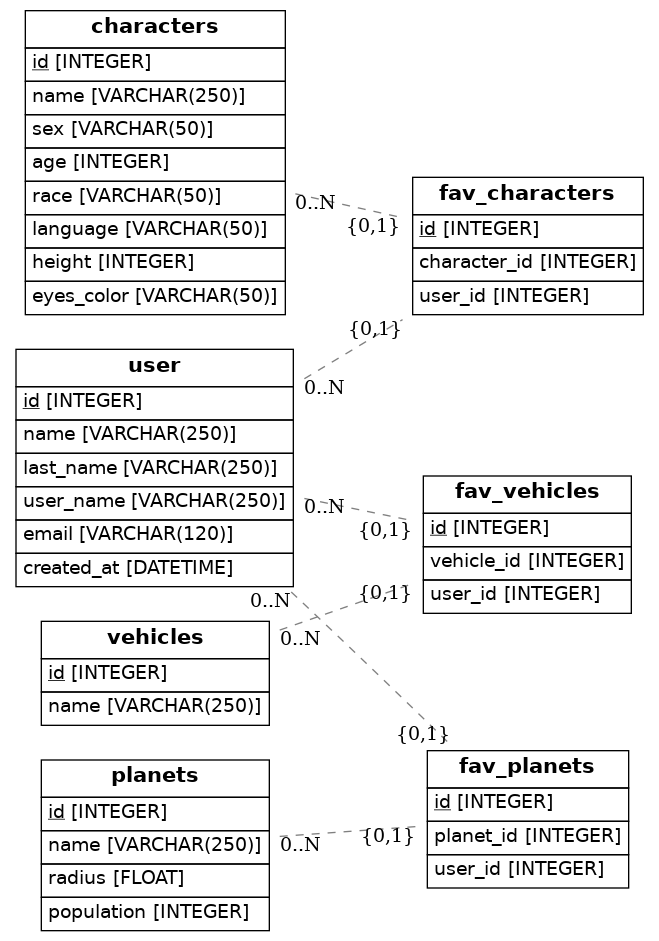 characters
id [INTEGER]
name [VARCHAR(250)]
sex [VARCHAR(50)]
age [INTEGER]
race [VARCHAR(50)]
language [VARCHAR(50)]
height [INTEGER]
eyes_color [VARCHAR(50)]
0..N
{0,1}
fav_characters
id [INTEGER]
character_id [INTEGER]
user_id [INTEGER]
{0,1}
0..N
user
id [INTEGER]
name [VARCHAR(250)]
last_name [VARCHAR(250)]
user_name [VARCHAR(250)]
email [VARCHAR(120)]
created_at [DATETIME]
0..N
{0,1}
fav_vehicles
id [INTEGER]
vehicle_id [INTEGER]
user_id [INTEGER]
0..N
{0,1}
0..N
vehicles
id [INTEGER]
name [VARCHAR(250)]
{0,1}
planets
id [INTEGER]
name [VARCHAR(250)]
radius [FLOAT]
population [INTEGER]
0..N
{0,1}
fav_planets
id [INTEGER]
planet_id [INTEGER]
user_id [INTEGER]